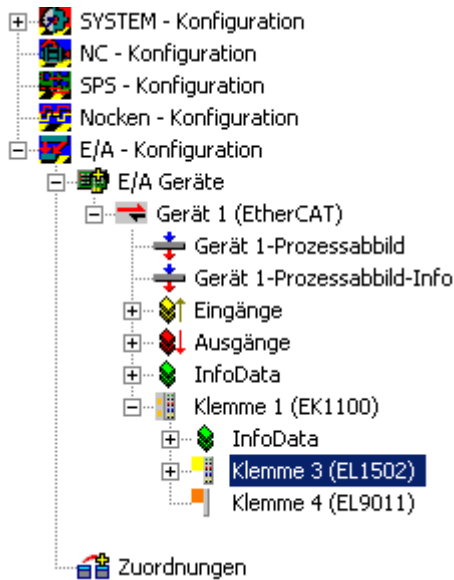 SYSTEM - Konfiguration
NC - Konfiguration
SPS - Konfiguration
Nocken - Konfiguration
E/A - Konfiguration
E/A Geräte
Gerät 1 (EtherCAT)
Gerät 1-Prozessabbild
Gerät 1-Prozessabbild-Info
Eingänge
Ausgänge
InfoData
Klemme 1 (EK1100)
InfoData
Klemme 3 (EL1502)
Klemme 4 (EL9011)
Zuordnungen